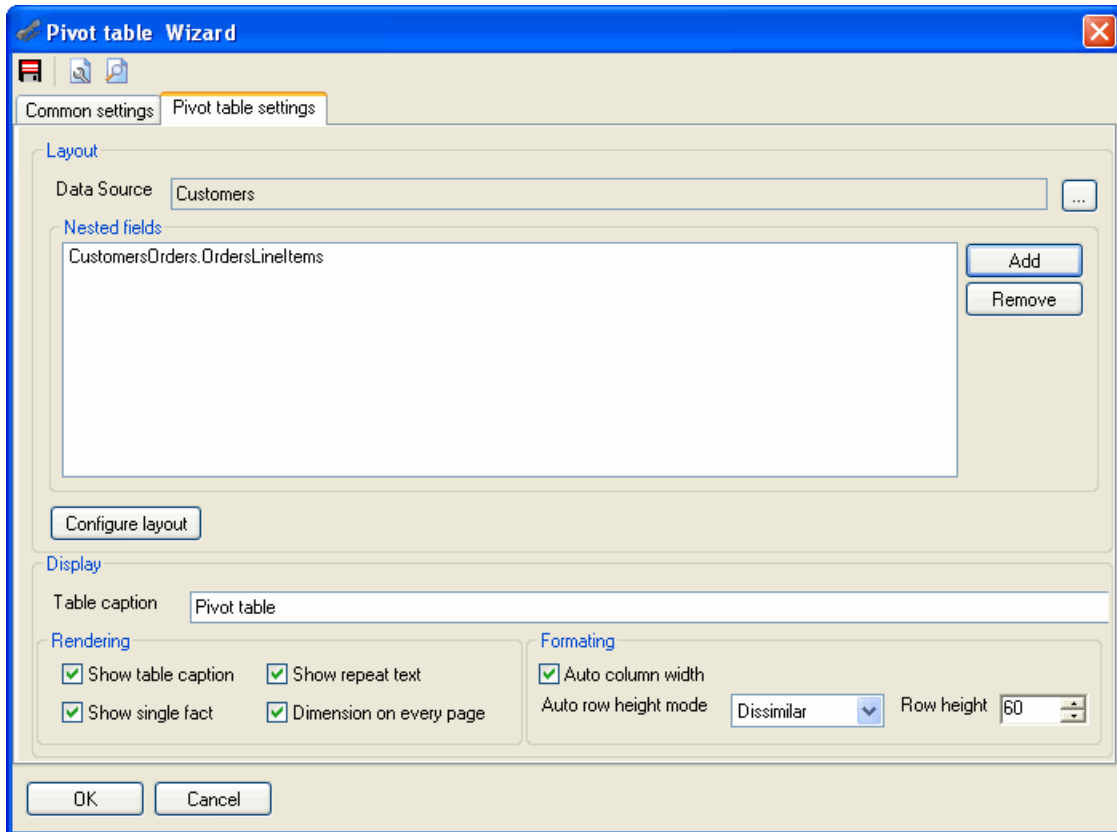 Pivot table Wizard
Common settings
Pivot table settings
Layout
Data Source
Customers
...
Nested fields
CustomersOrders.OrdersLineItems
Add
Remove
Configure layout
Display
Table caption
Pivot table
Rendering
Show table caption
Show repeat text
Show single fact
Dimension on every page
Formating
Auto column width
Auto row height mode
Dissimilar
Row height
60
OK
Cancel